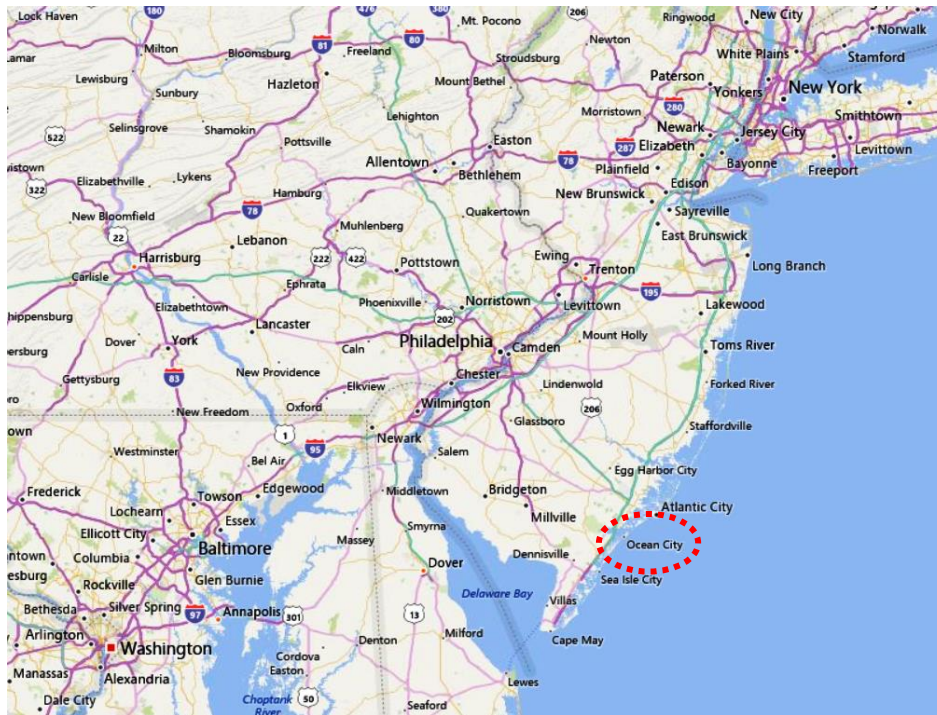 180
380
80
206
Ringwood
New City
Lock Haven
Mt. Pocono
Norwalk
Milton
Bloomsburg
81
Freeland
80
Stroudsburg
Newton
White Plains
Stamford
Lewisburg
Hazleton
Mount Bethel
Paterson
Yonkers
New York
Sunbury
Lehighton
Morristown
280
Smithtown
522
Selinsgrove
Shamokin
Pottsville
Easton
287
Newark
Jersey City
Levittown
Allentown
78
Plainfield
Elizabeth
Bayonne
Freeport
322
Elizabethville
Lykens
Hamburg
Bethlehem
New Brunswick
Edison
New Bloomfield
78
Muhlenberg
Quakertown
Sayreville
22
Lebanon
222
422
East Brunswick
Harrisburg
Pottstown
Ewing
Trenton
Long Branch
Carlisle
Ephrata
Phoenixville
Norristown
Levittown
195
Lakewood
Elizabethtown
202
Lancaster
Mount Holly
Dover
York
Caln
Philadelphia
Camden
Toms River
83
New Providence
Chester
Gettysburg
Elkview
Lindenwold
Forked River
New Freedom
Oxford
Wilmington
206
Glassboro
1
Newark
Staffordville
Westminster
95
Salem
Bel Air
Egg Harbor City
Frederick
Towson
Edgewood
Middletown
Bridgeton
Atlantic City
Lochearn
Essex
Smyrna
Millville
Ellicott City
Baltimore
Massey
Ocean City
Columbia
Dennisville
Glen Burnie
Dover
Sea Isle City
Rockville
Delaware Bay
Villas
Bethesda
Silver Spring
97
Annapolis
301
13
Arlington
Denton
Milford
Cape May
Washington
Cordova
Manassas
Alexandria
Easton
Lewes
Choptank
River
50
Seaford
Dale City